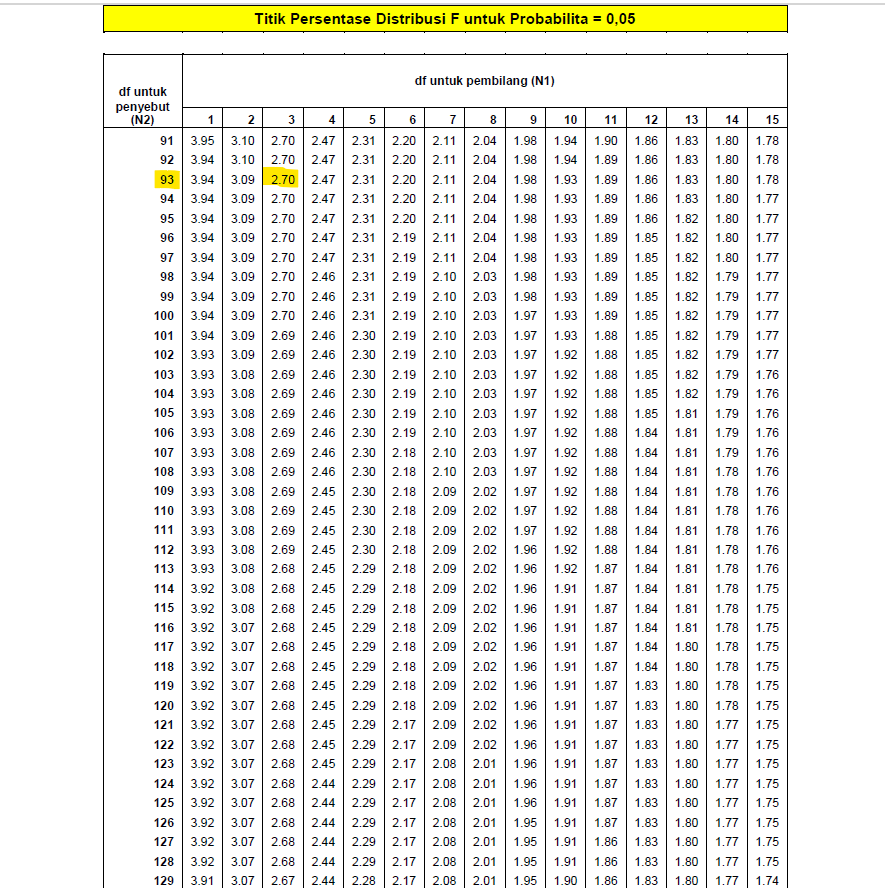 Titik Persentase Distribusi F untuk Probabilita = 0,05
df untuk penyebut (N2)
df untuk pembilang (N1)
1 2 3 4 5 6 7 8 9 10 11 12 13 14 15
91 3.95 3.10 2.70 2.47 2.31 2.20 2.11 2.04 1.98 1.94 1.90 1.86 1.83 1.80 1.78
92 3.94 3.10 2.70 2.47 2.31 2.20 2.11 2.04 1.98 1.94 1.89 1.86 1.83 1.80 1.78
93 3.94 3.09 2.70 2.47 2.31 2.20 2.11 2.04 1.98 1.93 1.89 1.86 1.83 1.80 1.78
94 3.94 3.09 2.70 2.47 2.31 2.20 2.11 2.04 1.98 1.93 1.89 1.86 1.83 1.80 1.77
95 3.94 3.09 2.70 2.47 2.31 2.20 2.11 2.04 1.98 1.93 1.89 1.86 1.82 1.80 1.77
96 3.94 3.09 2.70 2.47 2.31 2.19 2.11 2.04 1.98 1.93 1.89 1.85 1.82 1.80 1.77
97 3.94 3.09 2.70 2.47 2.31 2.19 2.11 2.04 1.98 1.93 1.89 1.85 1.82 1.80 1.77
98 3.94 3.09 2.70 2.46 2.31 2.19 2.10 2.03 1.98 1.93 1.89 1.85 1.82 1.79 1.77
99 3.94 3.09 2.70 2.46 2.31 2.19 2.10 2.03 1.98 1.93 1.89 1.85 1.82 1.79 1.77
100 3.94 3.09 2.70 2.46 2.31 2.19 2.10 2.03 1.97 1.93 1.89 1.85 1.82 1.79 1.77
101 3.94 3.09 2.69 2.46 2.30 2.19 2.10 2.03 1.97 1.93 1.88 1.85 1.82 1.79 1.77
102 3.93 3.09 2.69 2.46 2.30 2.19 2.10 2.03 1.97 1.92 1.88 1.85 1.82 1.79 1.77
103 3.93 3.08 2.69 2.46 2.30 2.19 2.10 2.03 1.97 1.92 1.88 1.85 1.82 1.79 1.76
104 3.93 3.08 2.69 2.46 2.30 2.19 2.10 2.03 1.97 1.92 1.88 1.85 1.82 1.79 1.76
105 3.93 3.08 2.69 2.46 2.30 2.19 2.10 2.03 1.97 1.92 1.88 1.85 1.81 1.79 1.76
106 3.93 3.08 2.69 2.46 2.30 2.19 2.10 2.03 1.97 1.92 1.88 1.84 1.81 1.79 1.76
107 3.93 3.08 2.69 2.46 2.30 2.18 2.10 2.03 1.97 1.92 1.88 1.84 1.81 1.79 1.76
108 3.93 3.08 2.69 2.46 2.30 2.18 2.10 2.03 1.97 1.92 1.88 1.84 1.81 1.78 1.76
109 3.93 3.08 2.69 2.45 2.30 2.18 2.09 2.02 1.97 1.92 1.88 1.84 1.81 1.78 1.76
110 3.93 3.08 2.69 2.45 2.30 2.18 2.09 2.02 1.97 1.92 1.88 1.84 1.81 1.78 1.76
111 3.93 3.08 2.69 2.45 2.30 2.18 2.09 2.02 1.97 1.92 1.88 1.84 1.81 1.78 1.76
112 3.93 3.08 2.69 2.45 2.30 2.18 2.09 2.02 1.96 1.92 1.88 1.84 1.81 1.78 1.76
113 3.93 3.08 2.68 2.45 2.29 2.18 2.09 2.02 1.96 1.92 1.87 1.84 1.81 1.78 1.76
114 3.92 3.08 2.68 2.45 2.29 2.18 2.09 2.02 1.96 1.91 1.87 1.84 1.81 1.78 1.75
115 3.92 3.08 2.68 2.45 2.29 2.18 2.09 2.02 1.96 1.91 1.87 1.84 1.81 1.78 1.75
116 3.92 3.07 2.68 2.45 2.29 2.18 2.09 2.02 1.96 1.91 1.87 1.84 1.81 1.78 1.75
117 3.92 3.07 2.68 2.45 2.29 2.18 2.09 2.02 1.96 1.91 1.87 1.84 1.80 1.78 1.75
118 3.92 3.07 2.68 2.45 2.29 2.18 2.09 2.02 1.96 1.91 1.87 1.84 1.80 1.78 1.75
119 3.92 3.07 2.68 2.45 2.29 2.18 2.09 2.02 1.96 1.91 1.87 1.83 1.80 1.78 1.75
120 3.92 3.07 2.68 2.45 2.29 2.18 2.09 2.02 1.96 1.91 1.87 1.83 1.80 1.78 1.75
121 3.92 3.07 2.68 2.45 2.29 2.17 2.09 2.02 1.96 1.91 1.87 1.83 1.80 1.77 1.75
122 3.92 3.07 2.68 2.45 2.29 2.17 2.09 2.02 1.96 1.91 1.87 1.83 1.80 1.77 1.75
123 3.92 3.07 2.68 2.45 2.29 2.17 2.08 2.01 1.96 1.91 1.87 1.83 1.80 1.77 1.75
124 3.92 3.07 2.68 2.44 2.29 2.17 2.08 2.01 1.96 1.91 1.87 1.83 1.80 1.77 1.75
125 3.92 3.07 2.68 2.44 2.29 2.17 2.08 2.01 1.96 1.91 1.87 1.83 1.80 1.77 1.75
126 3.92 3.07 2.68 2.44 2.29 2.17 2.08 2.01 1.95 1.91 1.87 1.83 1.80 1.77 1.75
127 3.92 3.07 2.68 2.44 2.29 2.17 2.08 2.01 1.95 1.91 1.86 1.83 1.80 1.77 1.75
128 3.92 3.07 2.68 2.44 2.29 2.17 2.08 2.01 1.95 1.91 1.86 1.83 1.80 1.77 1.75
129 3.91 3.07 2.67 2.44 2.28 2.17 2.08 2.01 1.95 1.90 1.86 1.83 1.80 1.77 1.74